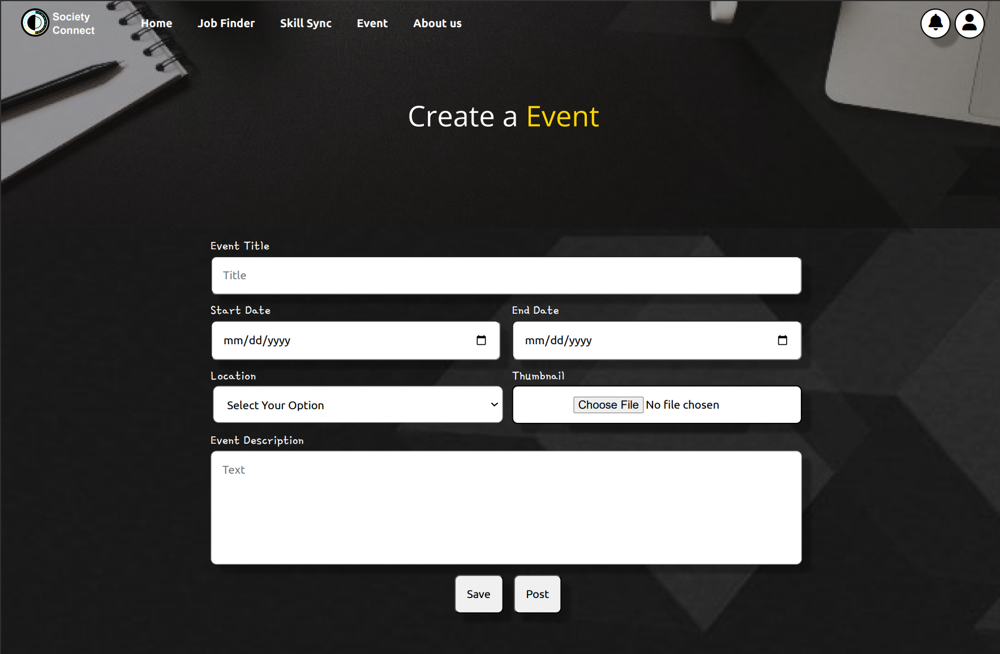 Society
Connect
Home Job Finder Skill Sync Event About us
Create a Event
Event Title
Title
Start Date End Date
mm/dd/yyyy mm/dd/yyyy
Location Thumbnail
Select Your Option Choose File No file chosen
Event Description
Text
Save Post